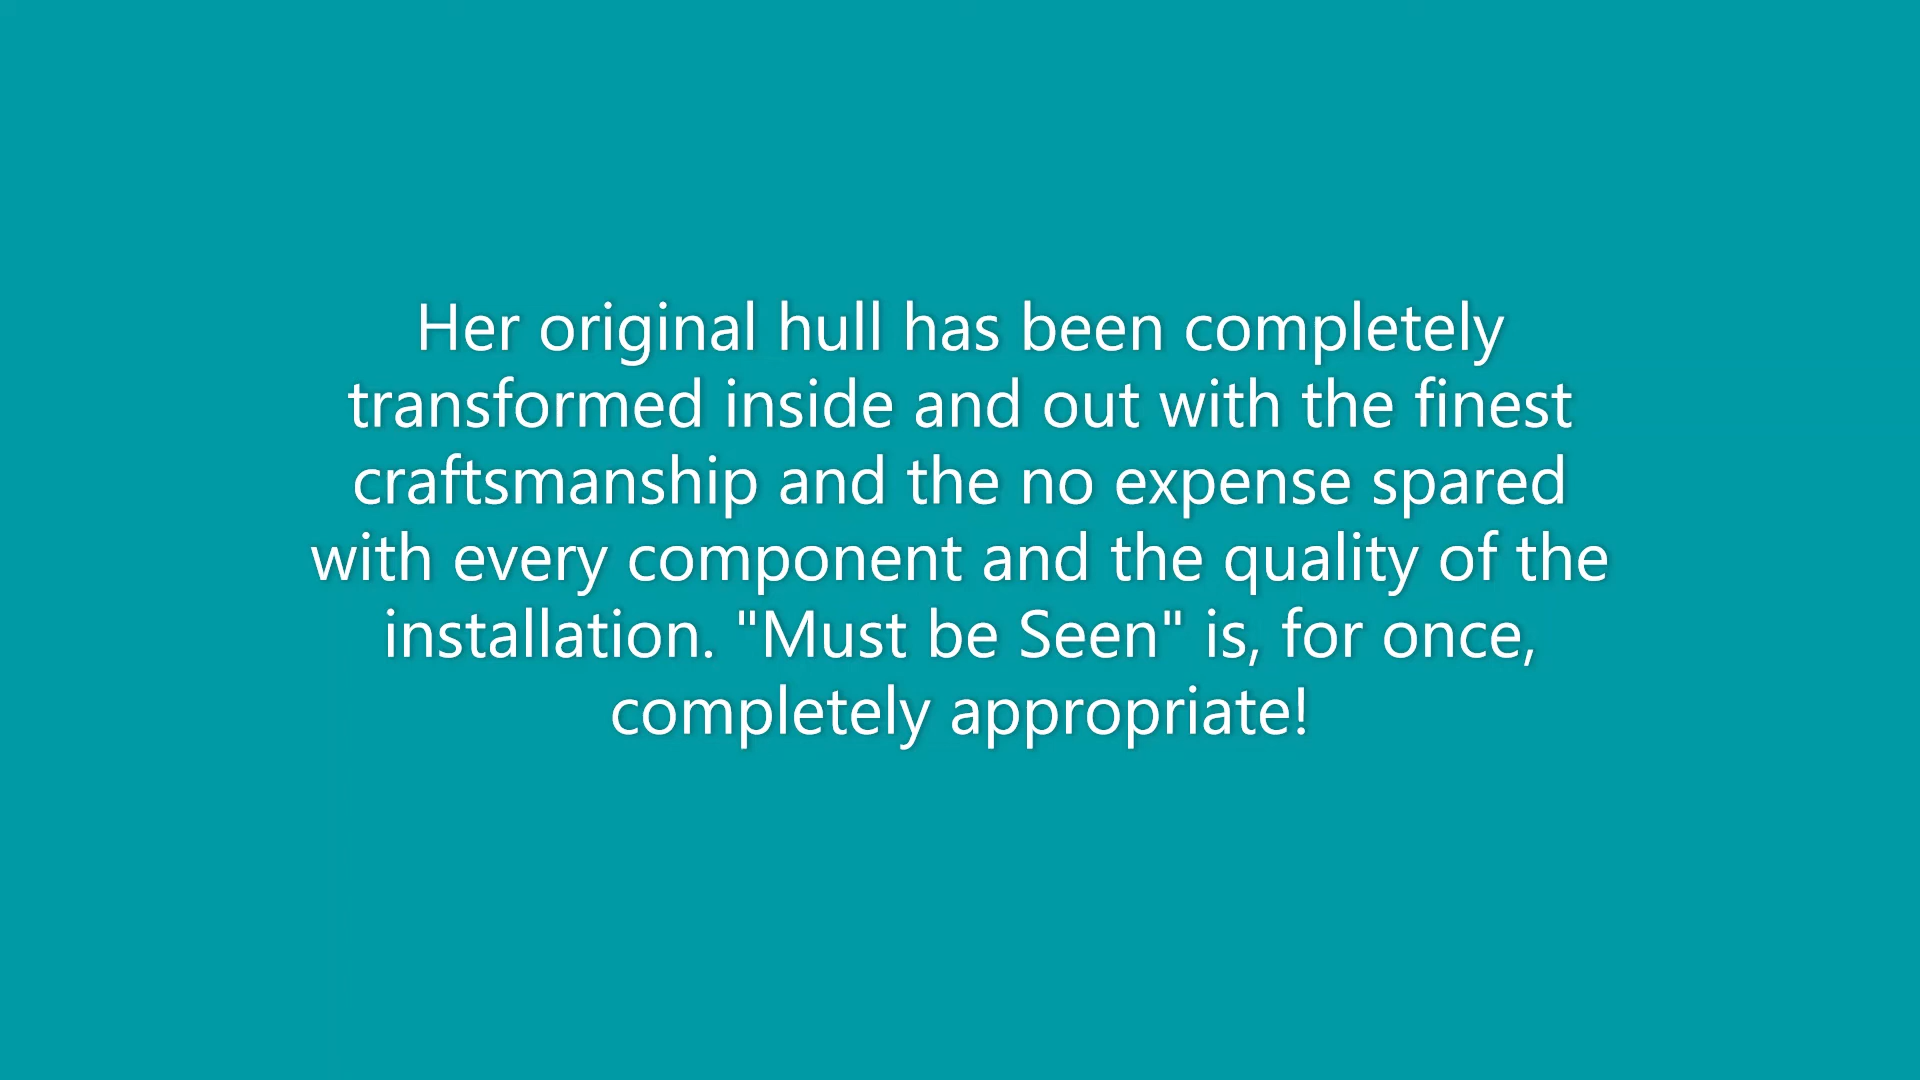 Her original hull has been completely
transformed inside and out with the finest
craftsmanship and the no expense spared
with every component and the quality of the
installation. "Must be Seen" is, for once,
completely appropriate!